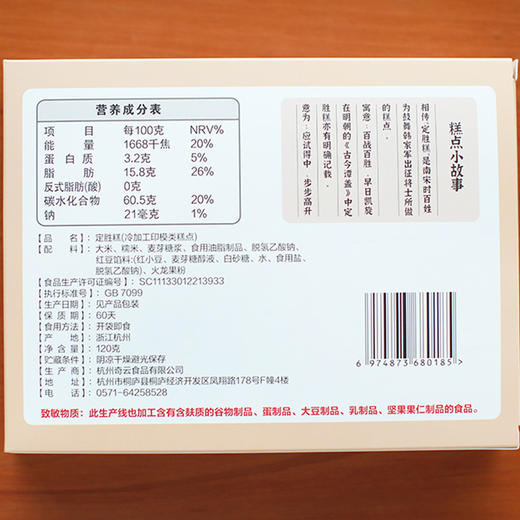 营养成分表
项 目 每100克 NRV%
能 量 1668千焦 20%
蛋 白 质 3.2克 5%
脂 肪 15.8克 26%
反式脂肪(酸) 0克
碳水化合物 60.5克 20%
钠 21毫克 1%
糕点小故事
相传“定胜糕”是南宋时百姓
为鼓舞韩家军出征将士所做
的糕点。
寓意：百战百胜，早日凯旋
在明朝的《古今谭盖》中定
胜糕亦有明确记载。
意为：应试得中，步步高升
【品 名】：定胜糕(冷加工印模类糕点)
【配 料】：大米、糯米、麦芽糖浆、食用油脂制品、脱氢乙酸钠、
红豆馅料:(红小豆、麦芽糖醇液、白砂糖、水、食用盐、
脱氢乙酸钠)、火龙果粉
【食品生产许可证编号】：SC11133012213933
【执行标准号】：GB 7099
【生产日期】：见产品包装
【保 质 期】：60天
【食用方法】：开袋即食
【产 地】：浙江杭州
【净 含 量】：120克
【贮藏条件】：阴凉干燥避光保存
【生 产 商】：杭州奇云食品有限公司
【地 址】：杭州市桐庐县桐庐经济开发区凤翔路178号F幢4楼
【电 话】：0571-64258528
6 974873 680185 >
致敏物质：此生产线也加工含有含麸质的谷物制品、蛋制品、大豆制品、乳制品、坚果果仁制品的食品。